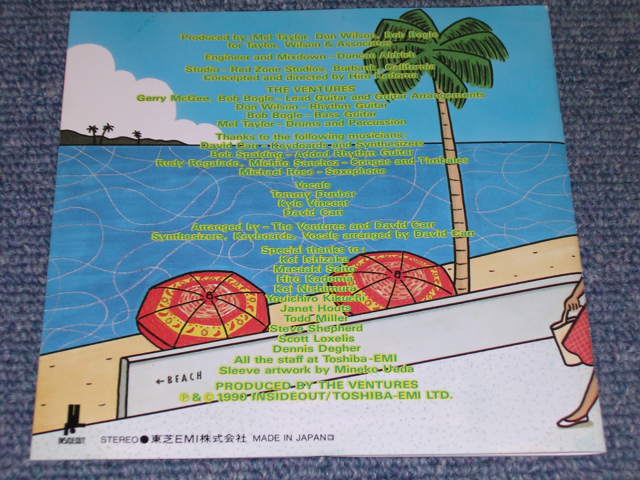 Produced by - Mel Taylor, Don Wilson, Bob Bogle
for Taylor, Wilson & Associates
Engineer and Mixdown - Duncan Aldrich
Studio - Red Zone Studios, Burbank, California
Concepted and directed by Hiro Kadoma
THE VENTURES
Gerry McGee, Bob Bogle - Lead Guitar and Guitar Arrangements
Don Wilson - Rhythm Guitar
Bob Bogle - Bass Guitar
Mel Taylor - Drums and Percussion
Thanks to the following musicians:
David Carr - Keyboards and Synthesizers
Bob Spalding - Added Rhythm Guitar
Rudy Regalado, Michito Sanchez - Congas and Timbales
Michael Rose - Saxophone
Vocals
Tommy Dunbar
Kyle Vincent
David Carr
Arranged by - The Ventures and David Carr
Synthesizers, Keyboards, Vocals arranged by David Carr
Special thanks to:
Kei Ishizaka
Masaaki Saito
Hiro Kadoma
Kei Nishimura
Youichiro Kikuchi
Janet Houts
Todd Miller
Steve Shepherd
Scott Loxelis
Dennis Degher
All the staff at Toshiba-EMI
Sleeve artwork by Mineko Ueda
←BEACH
PRODUCED BY THE VENTURES
Ⓟ & © 1990 INSIDEOUT/TOSHIBA-EMI LTD.
INSIDEOUT
STEREO ● 東芝EMI株式会社 MADE IN JAPAN